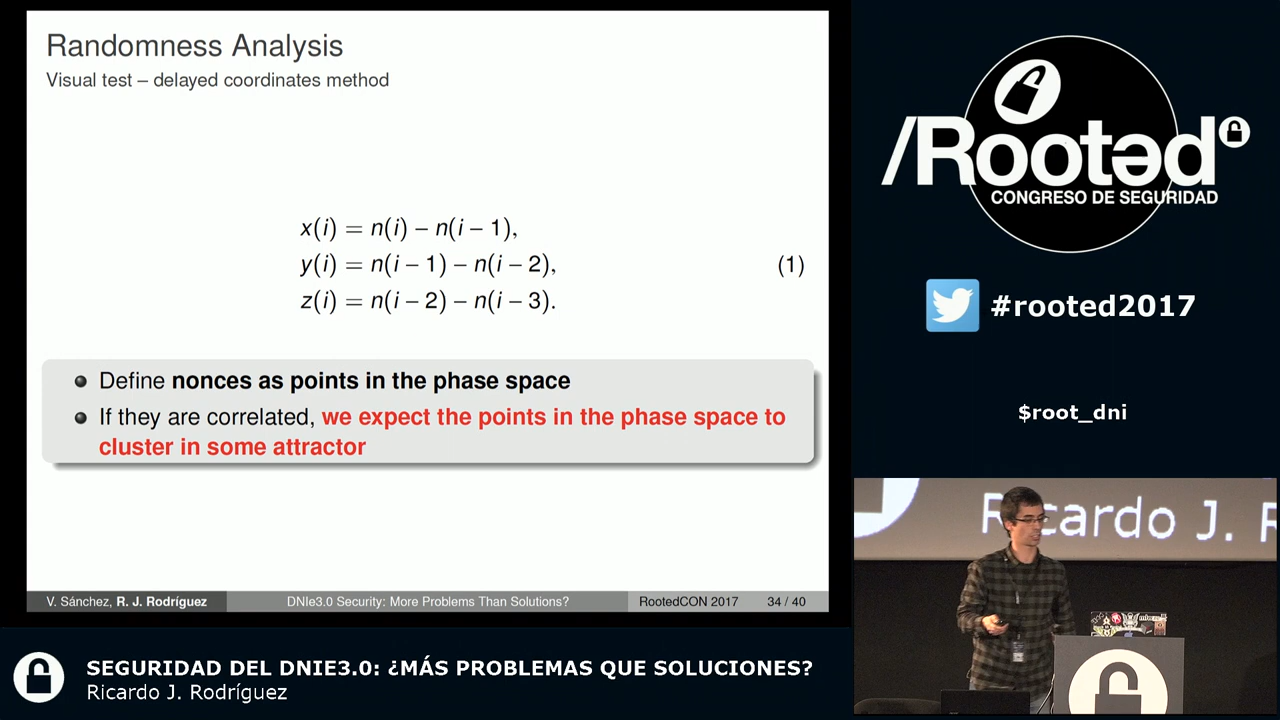 Randomness Analysis
Visual test – delayed coordinates method
x(i) = n(i) − n(i − 1),
y(i) = n(i − 1) − n(i − 2), (1)
z(i) = n(i − 2) − n(i − 3).
Define nonces as points in the phase space
If they are correlated, we expect the points in the phase space to
cluster in some attractor
V. Sánchez, R. J. Rodríguez DNIe3.0 Security: More Problems Than Solutions? RootedCON 2017 34 / 40
/Rootəd
CONGRESO DE SEGURIDAD
#rooted2017
$root_dni
Ricardo J. R
SEGURIDAD DEL DNIE3.0: ¿MÁS PROBLEMAS QUE SOLUCIONES?
Ricardo J. Rodríguez